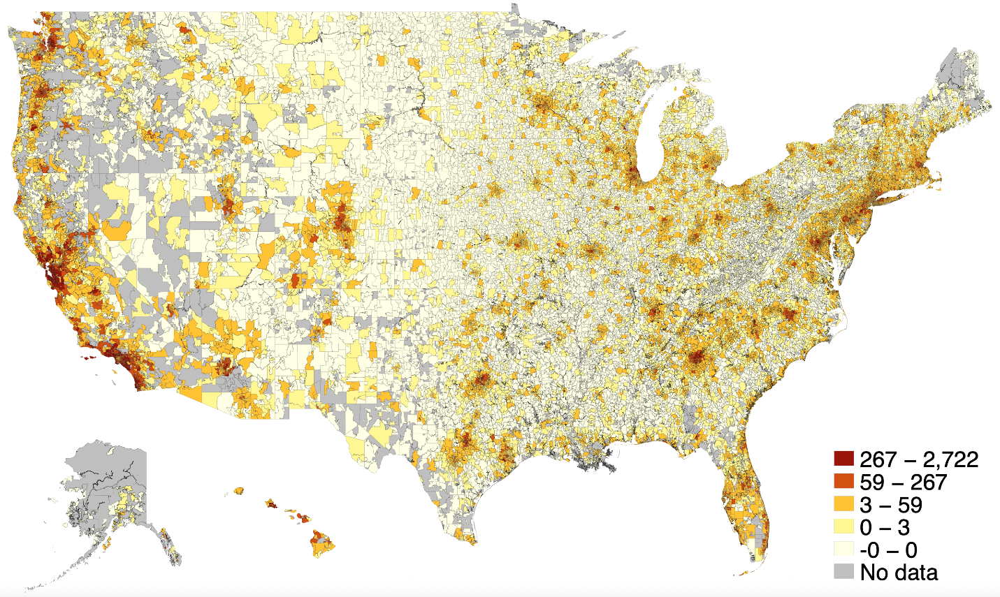 267 – 2,722
59 – 267
3 – 59
0 – 3
-0 – 0
No data